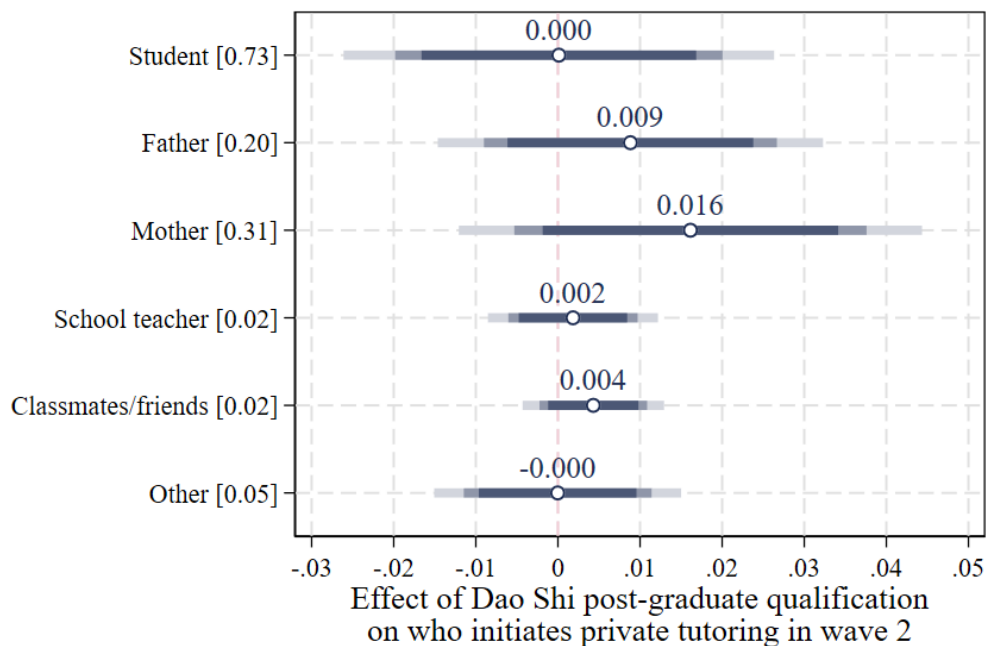 0.000
Student [0.73]
0.009
Father [0.20]
0.016
Mother [0.31]
0.002
School teacher [0.02]
0.004
Classmates/friends [0.02]
-0.000
Other [0.05]
-.03 -.02 -.01 0 .01 .02 .03 .04 .05
Effect of Dao Shi post-graduate qualification
on who initiates private tutoring in wave 2